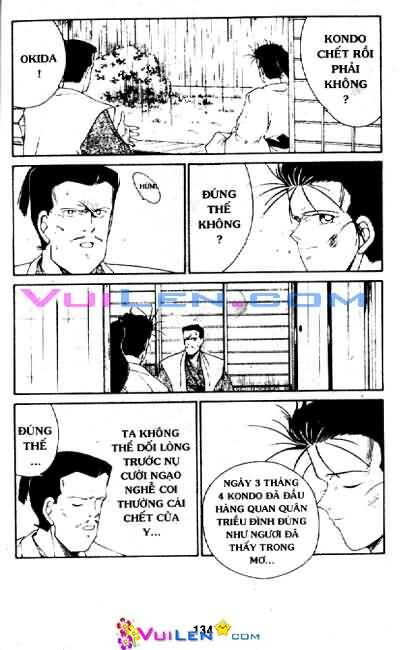 OKIDA
!
KONDO
CHẾT RỒI
PHẢI
KHÔNG
?
HỪM!
ĐÚNG
THẾ
KHÔNG
?
VuiLen.com
ĐÚNG
THẾ
...
TA KHÔNG
THỂ DỐI LÒNG
TRƯỚC NỤ
CƯỜI NGẠO
NGHỄ COI
THƯỜNG CÁI
CHẾT CỦA
Y...
NGÀY 3 THÁNG
4 KONDO ĐÃ ĐẦU
HÀNG QUAN QUÂN
TRIỀU ĐÌNH ĐÚNG
NHƯ NGƯƠI ĐÃ
THẤY TRONG
MƠ...
134
VuiLen.com